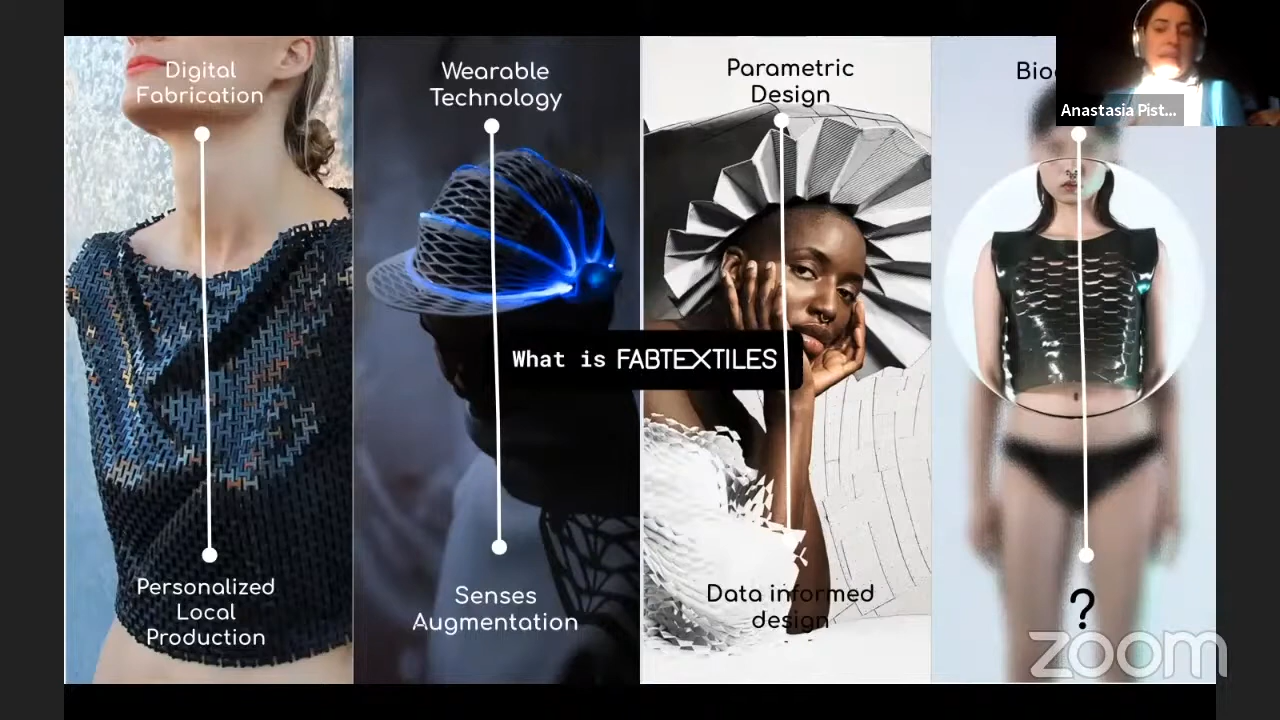 Digital
Fabrication
Wearable
Technology
Parametric
Design
Anastasia Pist...
What is FABTEXTILES
Personalized
Local
Production
Senses
Augmentation
Data informed
design
?
zoom